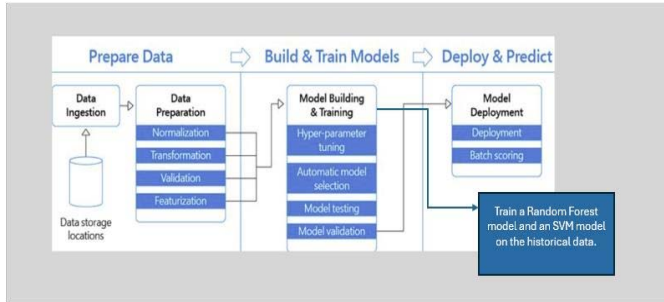 Prepare Data
Build & Train Models
Deploy & Predict
Data
Ingestion
Data storage
locations
Data
Preparation
Normalization
Transformation
Validation
Featurization
Model Building
& Training
Hyper-parameter
tuning
Automatic model
selection
Model testing
Model validation
Model
Deployment
Deployment
Batch scoring
Train a Random Forest
model and an SVM model
on the historical data.